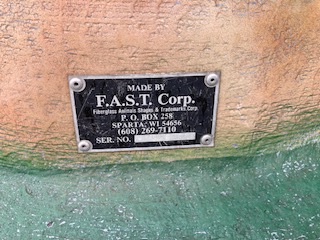 MADE BY
F.A.S.T. Corp.
Fiberglass Animals Shapes & Trademarks Corp.
P. O. BOX 258
SPARTA, WI 54656
(608) 269-7110
SER. NO.